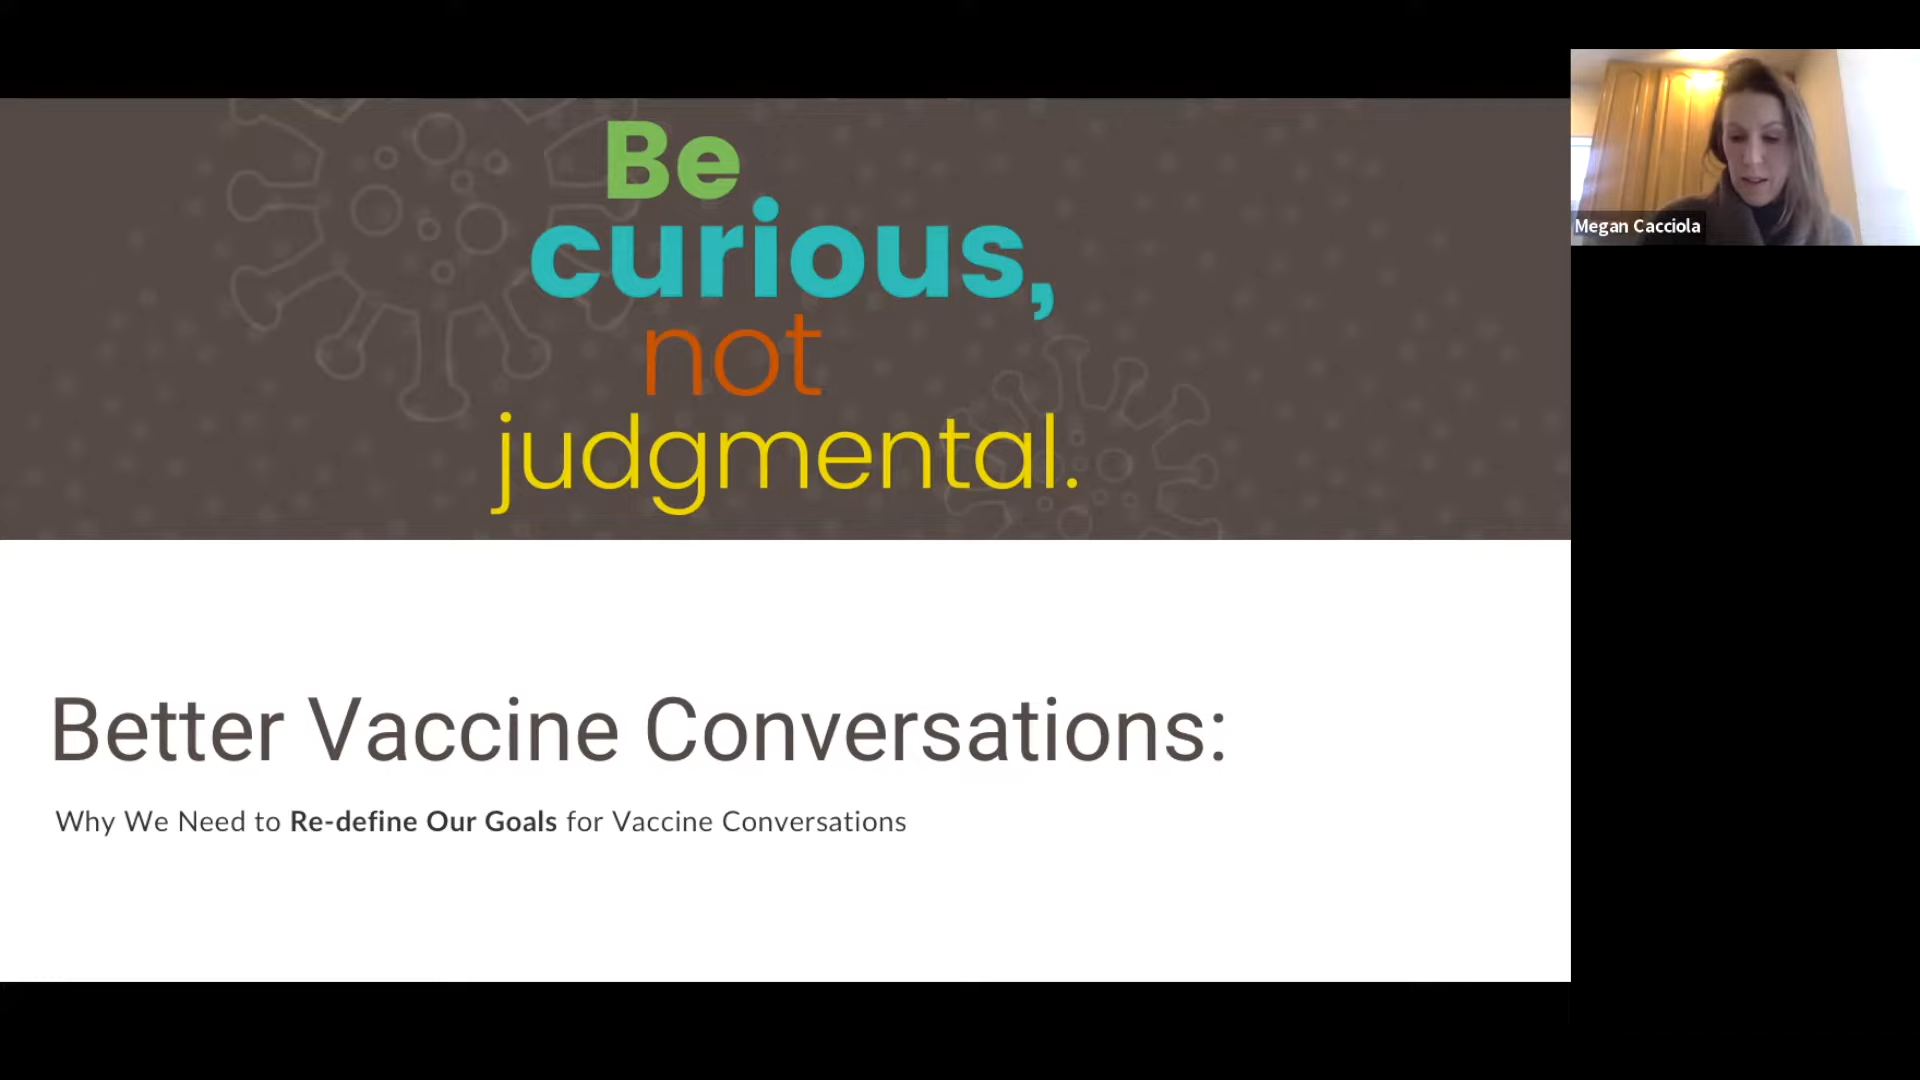 Be
curious,
not
judgmental.
Megan Cacciola
Better Vaccine Conversations:
Why We Need to Re-define Our Goals for Vaccine Conversations